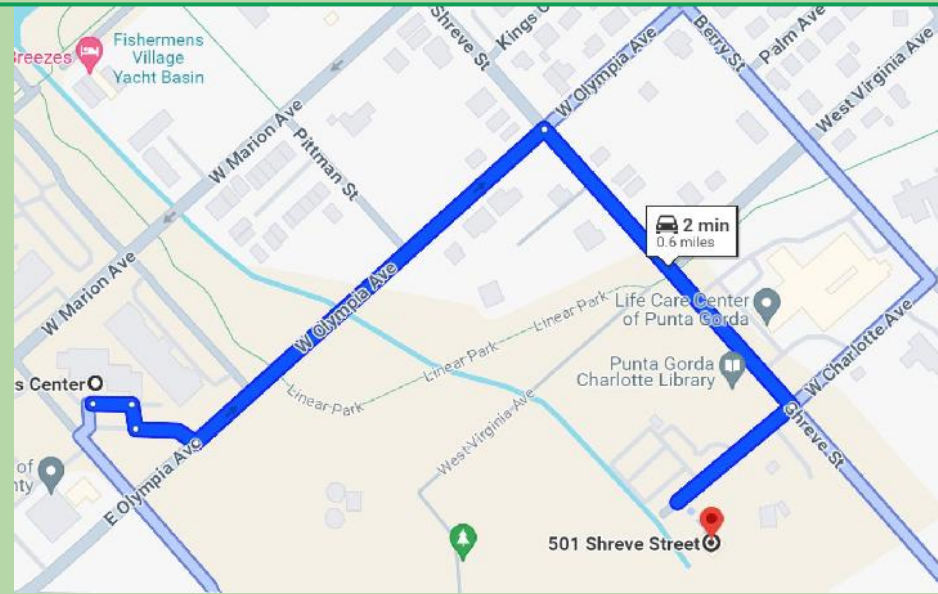 Shreve St
Kings
W Olympia Ave
Berry St
Palm Ave
West Virginia Ave
Breezes
Fishermens
Village
Yacht Basin
W Marion Ave
Pittman St
2 min
0.6 miles
W Marion Ave
W Olympia Ave
Life Care Center
of Punta Gorda
Linear Park
Linear Park
Linear Park
Punta Gorda
Charlotte Library
W Charlotte Ave
s Center
West Virginia Ave
Shreve St
of
nty
E Olympia Ave
501 Shreve Street